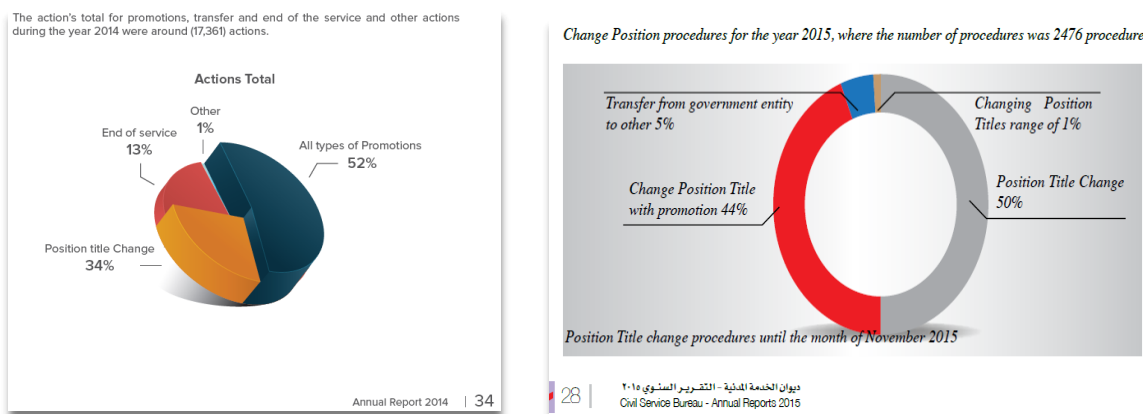 The action's total for promotions, transfer and end of the service and other actions
during the year 2014 were around (17,361) actions.
Actions Total
Other
1%
End of service
13%
All types of Promotions
52%
Position title Change
34%
Annual Report 2014 | 34
Change Position procedures for the year 2015, where the number of procedures was 2476 procedure
Transfer from government entity
to other 5%
Changing Position
Titles range of 1%
Change Position Title
with promotion 44%
Position Title Change
50%
Position Title change procedures until the month of November 2015
28
ديوان الخدمة المدنية - التقرير السنوي ٢٠١٥
Civil Service Bureau - Annual Reports 2015